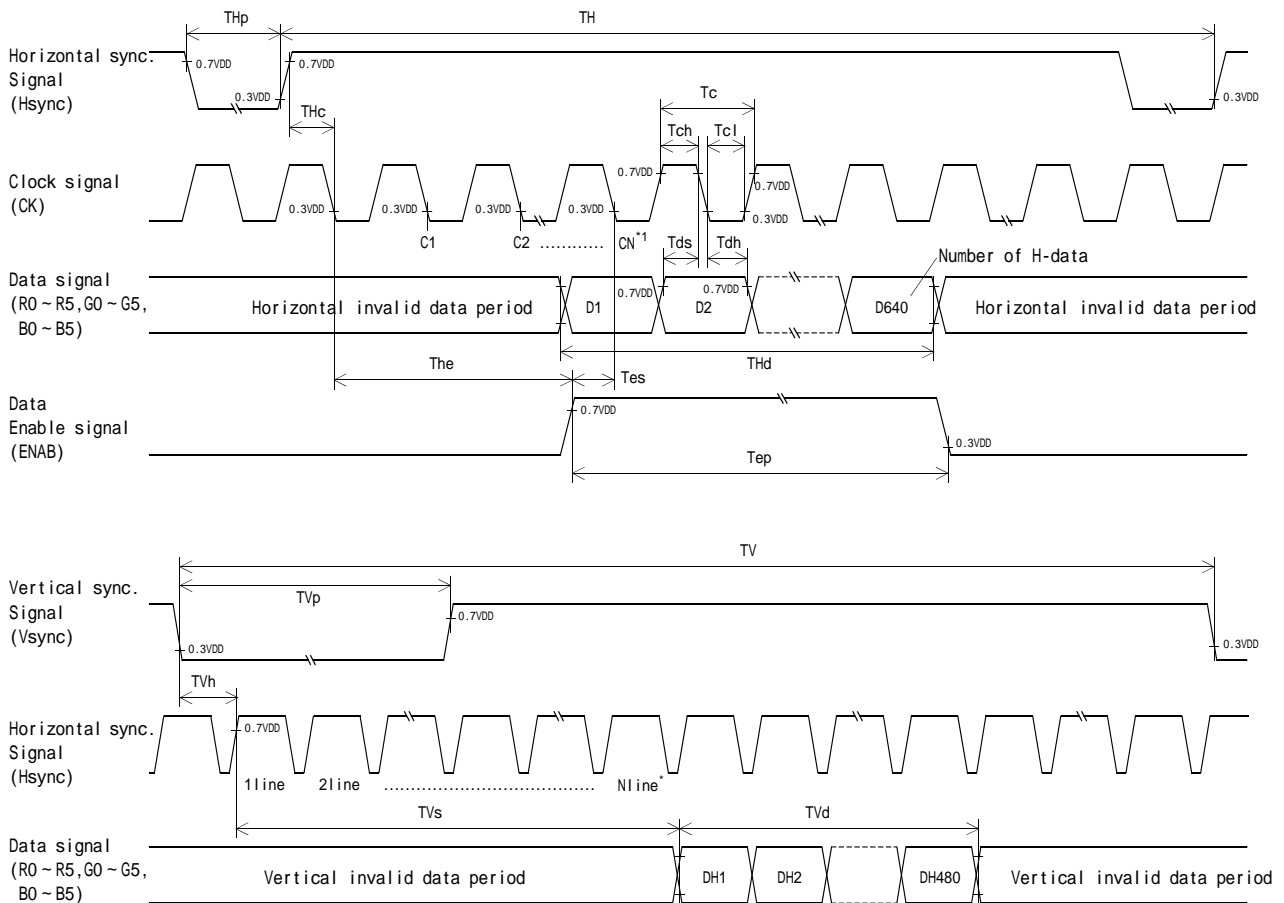 THp TH
Horizontal sync.
Signal
(Hsync)
0.7VDD 0.7VDD
0.3VDD 0.3VDD
THc Tc
Tch Tcl
Clock signal
(CK)
0.7VDD 0.7VDD
0.3VDD 0.3VDD 0.3VDD 0.3VDD 0.3VDD
C1 C2 ............ CN*1 Tds Tdh
Number of H-data
Data signal
(R0~R5,G0~G5,
B0~B5)
0.7VDD 0.7VDD
Horizontal invalid data period D1 D2 D640 Horizontal invalid data period
THd
The Tes
Data
Enable signal
(ENAB)
0.7VDD
0.3VDD
Tep
TV
Vertical sync.
Signal
(Vsync)
TVp
0.7VDD
0.3VDD 0.3VDD
TVh
Horizontal sync.
Signal
(Hsync)
0.7VDD
1line 2line ........................................ Nline*
TVs TVd
Data signal
(R0~R5,G0~G5,
B0~B5)
Vertical invalid data period DH1 DH2 DH480 Vertical invalid data period